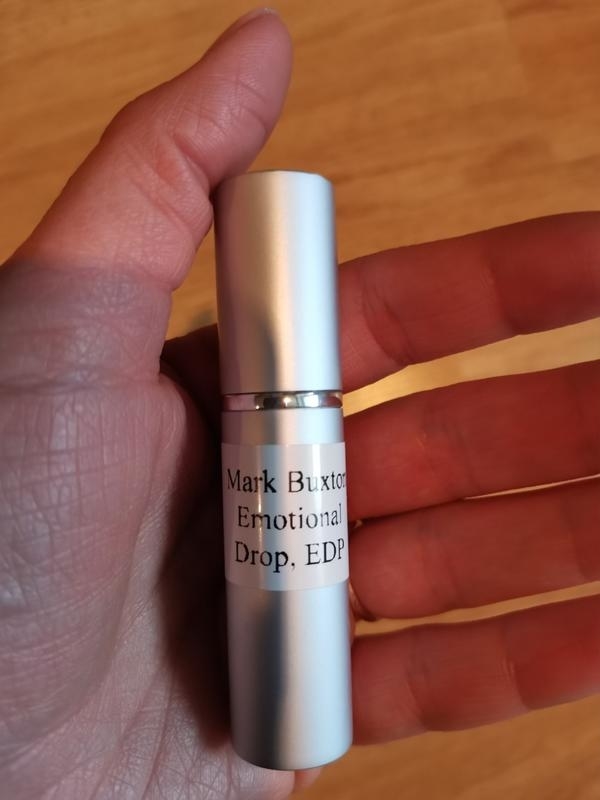 Mark Buxton
Emotional
Drop, EDP